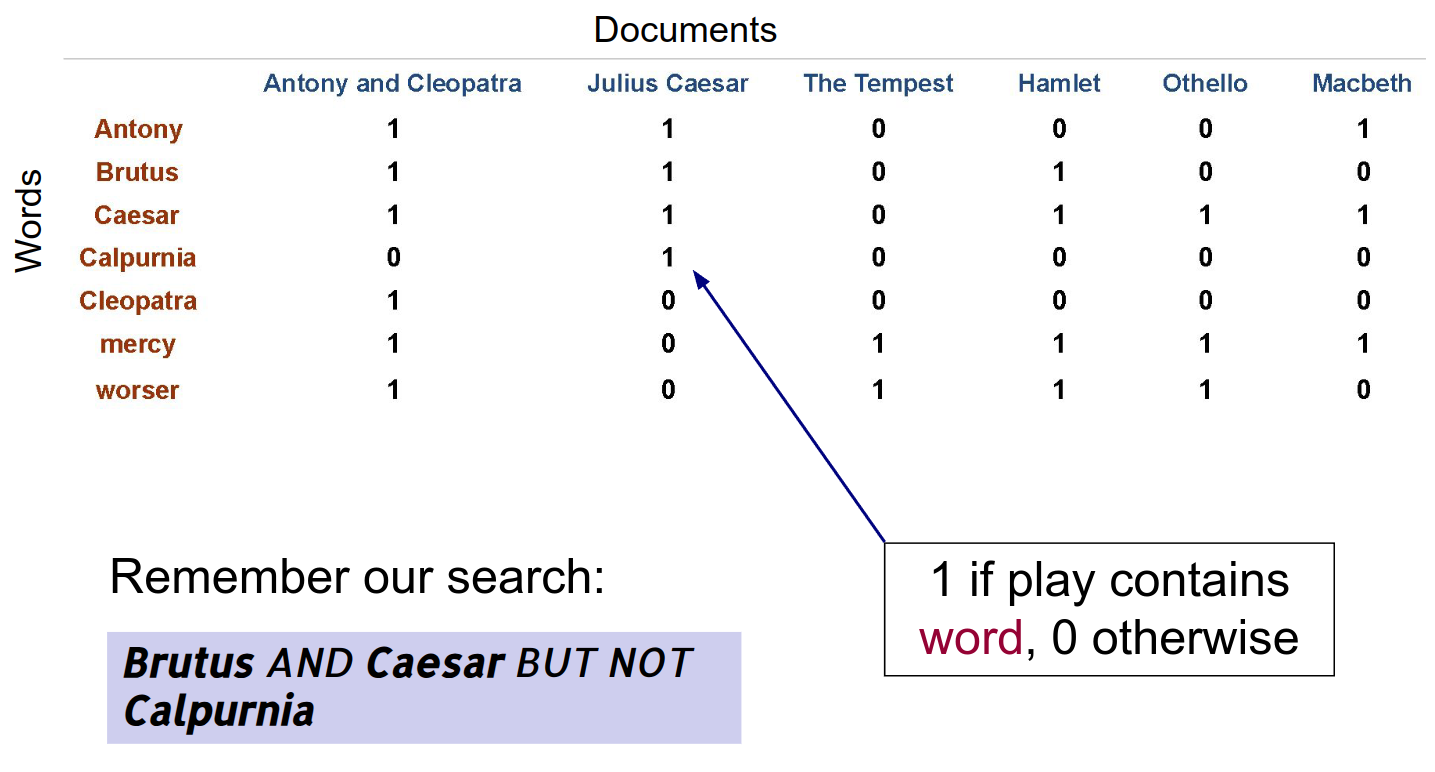 Documents
Antony and Cleopatra Julius Caesar The Tempest Hamlet Othello Macbeth
Words
Antony 1 1 0 0 0 1
Brutus 1 1 0 1 0 0
Caesar 1 1 0 1 1 1
Calpurnia 0 1 0 0 0 0
Cleopatra 1 0 0 0 0 0
mercy 1 0 1 1 1 1
worser 1 0 1 1 1 0
Remember our search:
Brutus AND Caesar BUT NOT
Calpurnia
1 if play contains
word, 0 otherwise